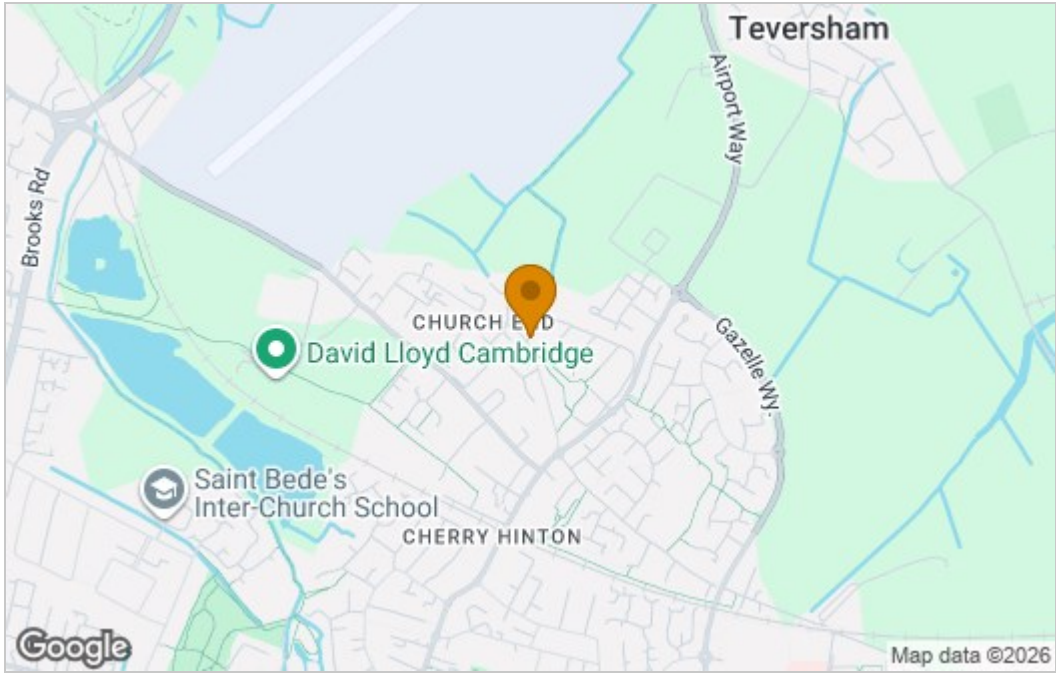 Teversham
Airport Way
Brooks Rd
CHURCH END
David Lloyd Cambridge
Gazelle Wy.
Saint Bede's
Inter-Church School
CHERRY HINTON
Google
Map data ©2026